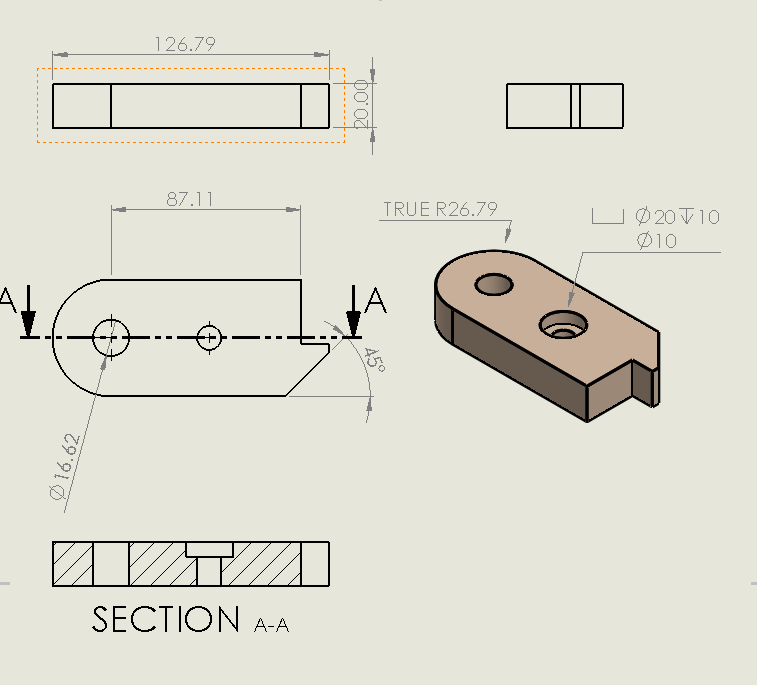 126.79
20.00
87.11
TRUE R26.79
⌴ Ø20↧10
Ø10
A
A
45°
Ø16.62
SECTION A-A